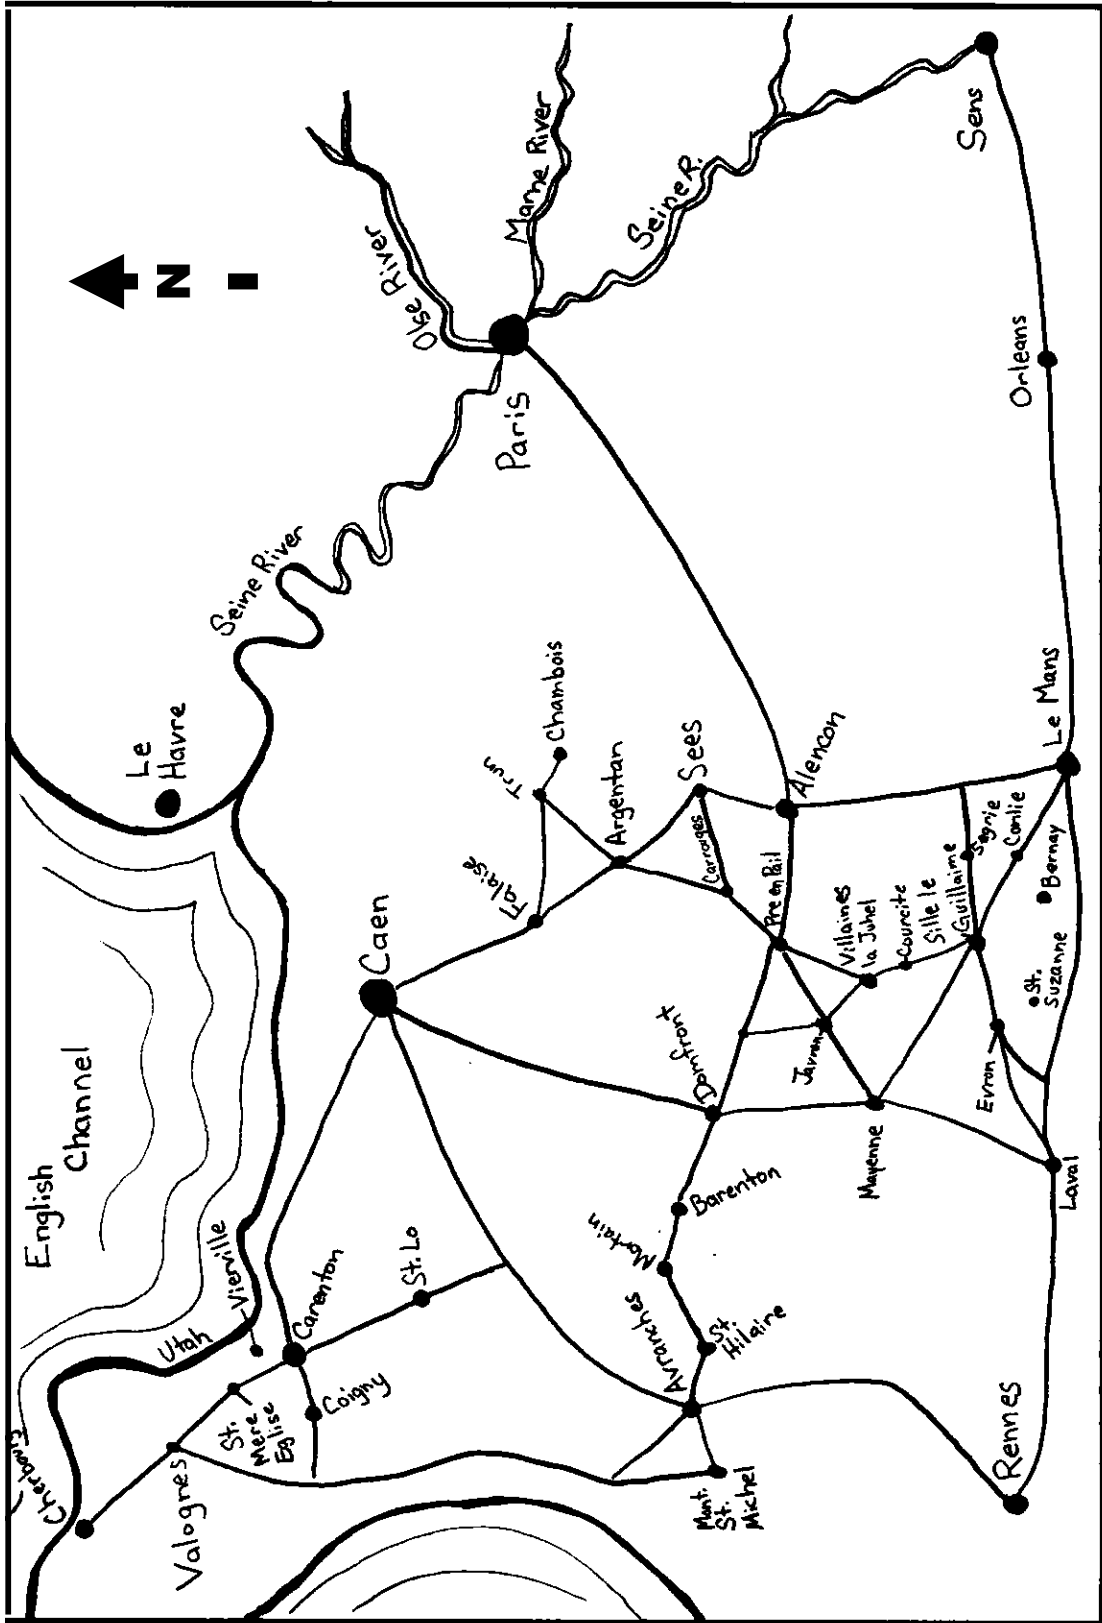 Cherbourg
English
Channel
Le
Havre
Seine River
Oise River
Marne River
Seine R.
N
Utah
Vierville
Valognes
St.
Mere
Eglise
Carenton
Coigny
St. Lo
Caen
Paris
Falaise
Trun
Chambois
Argentan
Sees
Carrouges
Alencon
Pre en Pail
Domfront
Barenton
Mortain
St.
Hilaire
Avranches
Mont.
St.
Michel
Villaines
la Juhel
Javron
Courcite
Sille le
Guillaime
Segrie
Conlie
Mayenne
Evron
St.
Suzanne
Bernay
Le Mans
Laval
Rennes
Orleans
Sens